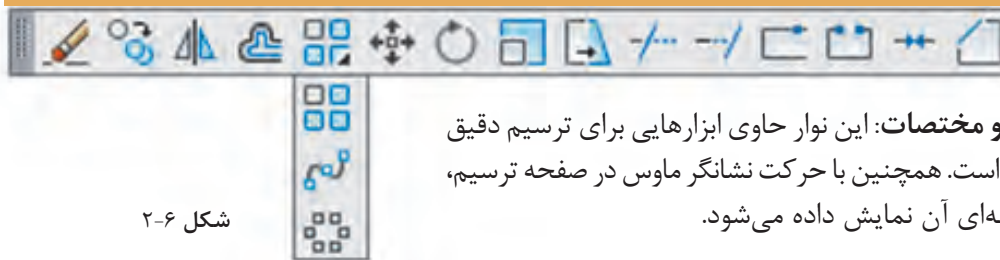 و مختصات: این نوار حاوی ابزارهایی برای ترسیم دقیق
است. همچنین با حرکت نشانگر ماوس در صفحه ترسیم،
آن نمایش داده می‌شود.
شکل ۶-۲